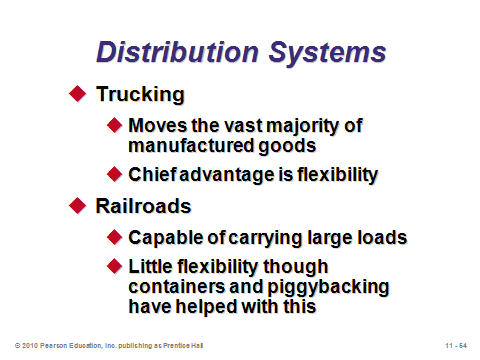 Distribution Systems
Trucking
Moves the vast majority of
manufactured goods
Chief advantage is flexibility
Railroads
Capable of carrying large loads
Little flexibility though
containers and piggybacking
have helped with this
© 2010 Pearson Education, Inc. publishing as Prentice Hall
11 - 54